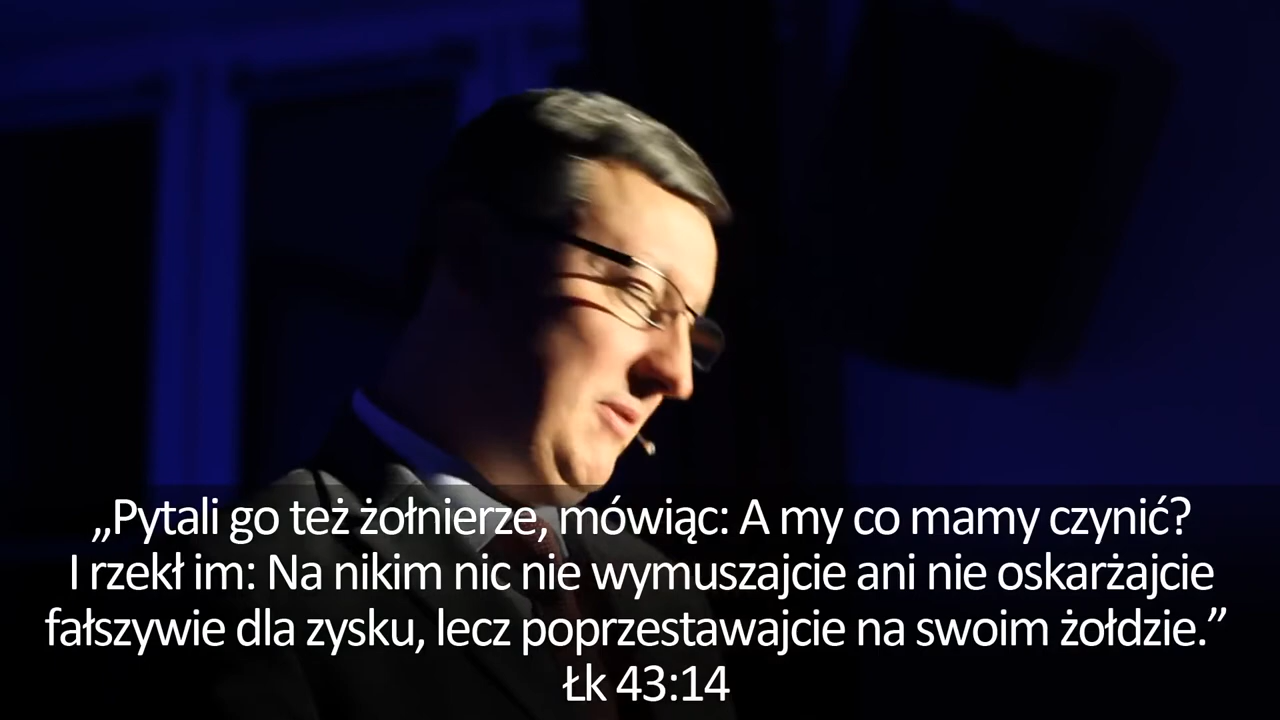 „Pytali go też żołnierze, mówiąc: A my co mamy czynić?
I rzekł im: Na nikim nic nie wymuszajcie ani nie oskarżajcie
fałszywie dla zysku, lecz poprzestawajcie na swoim żołdzie.”
Łk 43:14